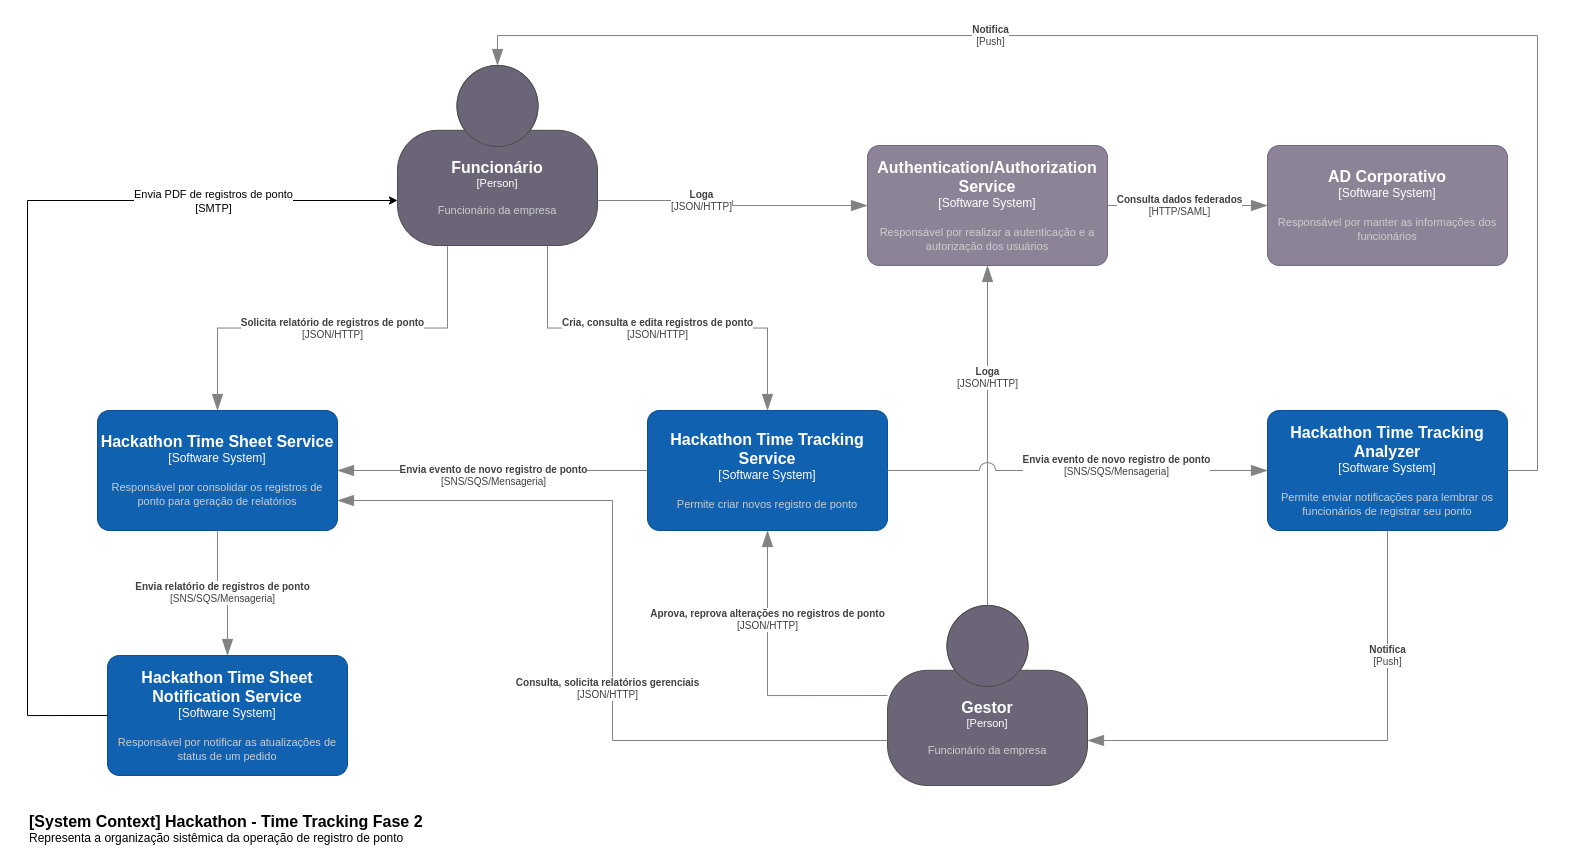 Notifica
[Push]
Funcionário
[Person]
Funcionário da empresa
Envia PDF de registros de ponto
[SMTP]
Loga
[JSON/HTTP]
Authentication/Authorization
Service
[Software System]
Responsável por realizar a autenticação e a
autorização dos usuários
Consulta dados federados
[HTTP/SAML]
AD Corporativo
[Software System]
Responsável por manter as informações dos
funcionários
Solicita relatório de registros de ponto
[JSON/HTTP]
Cria, consulta e edita registros de ponto
[JSON/HTTP]
Loga
[JSON/HTTP]
Hackathon Time Sheet Service
[Software System]
Responsável por consolidar os registros de
ponto para geração de relatórios
Envia evento de novo registro de ponto
[SNS/SQS/Mensageria]
Hackathon Time Tracking
Service
[Software System]
Permite criar novos registro de ponto
Envia evento de novo registro de ponto
[SNS/SQS/Mensageria]
Hackathon Time Tracking
Analyzer
[Software System]
Permite enviar notificações para lembrar os
funcionários de registrar seu ponto
Envia relatório de registros de ponto
[SNS/SQS/Mensageria]
Aprova, reprova alterações no registros de ponto
[JSON/HTTP]
Notifica
[Push]
Consulta, solicita relatórios gerenciais
[JSON/HTTP]
Hackathon Time Sheet
Notification Service
[Software System]
Responsável por notificar as atualizações de
status de um pedido
Gestor
[Person]
Funcionário da empresa
[System Context] Hackathon - Time Tracking Fase 2
Representa a organização sistêmica da operação de registro de ponto